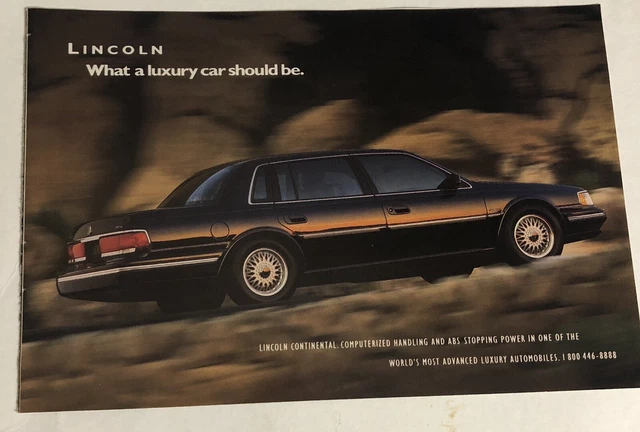 LINCOLN
What a luxury car should be.
LINCOLN CONTINENTAL. COMPUTERIZED HANDLING AND ABS STOPPING POWER IN ONE OF THE
WORLD'S MOST ADVANCED LUXURY AUTOMOBILES. 1 800 446-8888